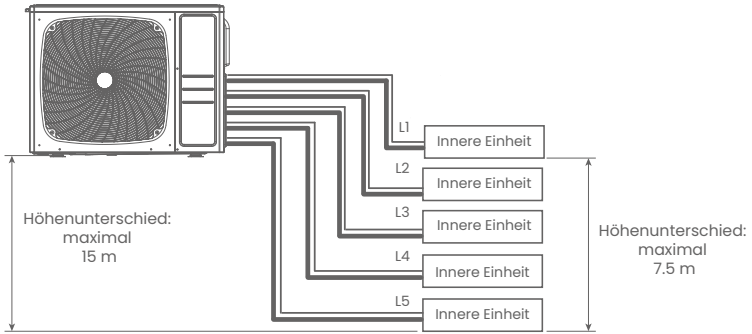 L1
Innere Einheit
L2
Innere Einheit
L3
Innere Einheit
L4
Innere Einheit
L5
Innere Einheit
Höhenunterschied:
maximal
15 m
Höhenunterschied:
maximal
7.5 m